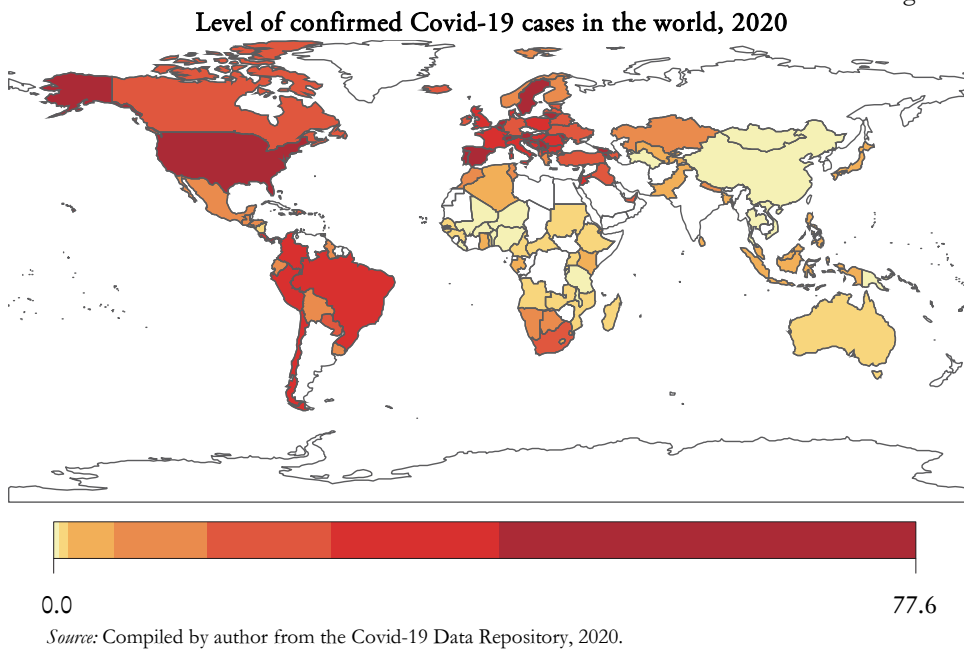 Level of confirmed Covid-19 cases in the world, 2020
0.0 77.6
Source: Compiled by author from the Covid-19 Data Repository, 2020.